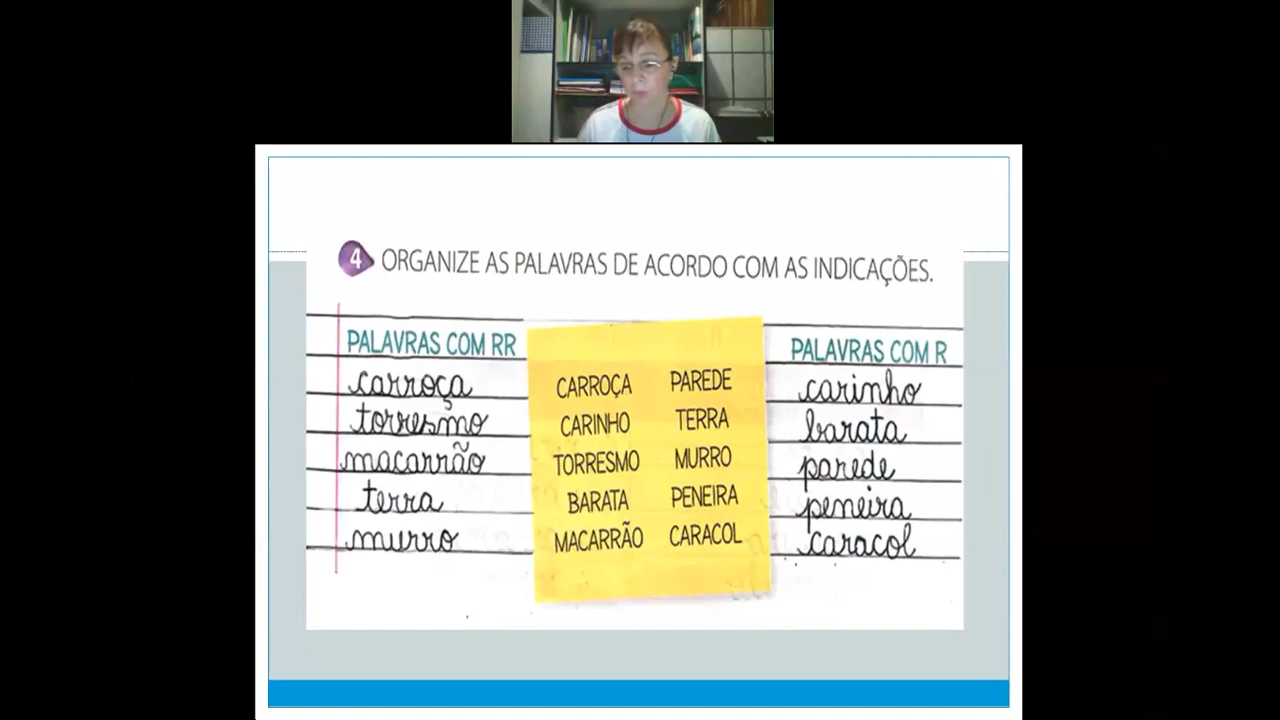 4 ORGANIZE AS PALAVRAS DE ACORDO COM AS INDICAÇÕES.
PALAVRAS COM RR
carroça
torresmo
macarrão
terra
murro
CARROÇA PAREDE
CARINHO TERRA
TORRESMO MURRO
BARATA PENEIRA
MACARRÃO CARACOL
PALAVRAS COM R
carinho
barata
parede
peneira
caracol